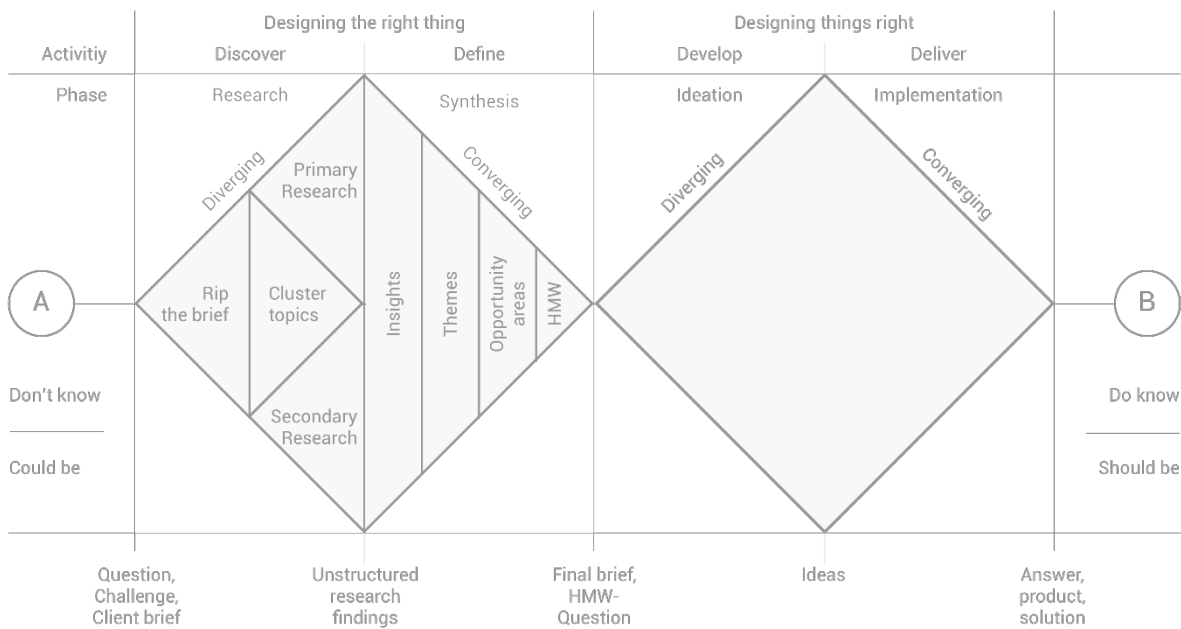 Designing the right thing
Designing things right
Activitiy
Discover
Define
Develop
Deliver
Phase
Research
Synthesis
Ideation
Implementation
Diverging
Converging
Diverging
Converging
Primary
Research
Rip
the brief
Cluster
topics
Secondary
Research
Insights
Themes
Opportunity
areas
HMW
A
B
Don't know
Could be
Do know
Should be
Question,
Challenge,
Client brief
Unstructured
research
findings
Final brief,
HMW-
Question
Ideas
Answer,
product,
solution